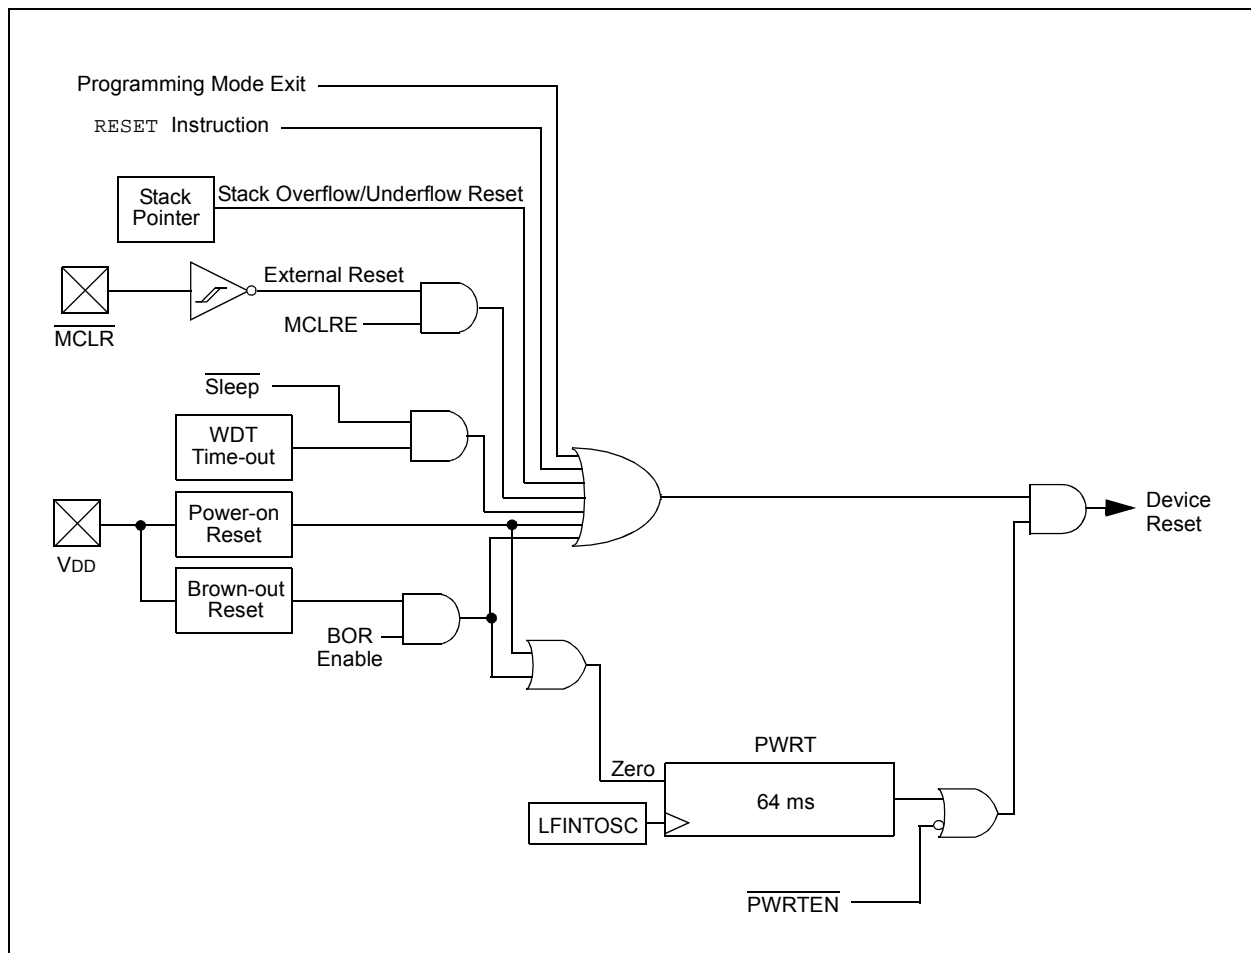 Programming Mode Exit
RESET Instruction
Stack
Pointer
Stack Overflow/Underflow Reset
External Reset
MCLR
MCLRE
Sleep
WDT
Time-out
Power-on
Reset
VDD
Brown-out
Reset
BOR
Enable
Device
Reset
PWRT
Zero
64 ms
LFINTOSC
PWRTEN